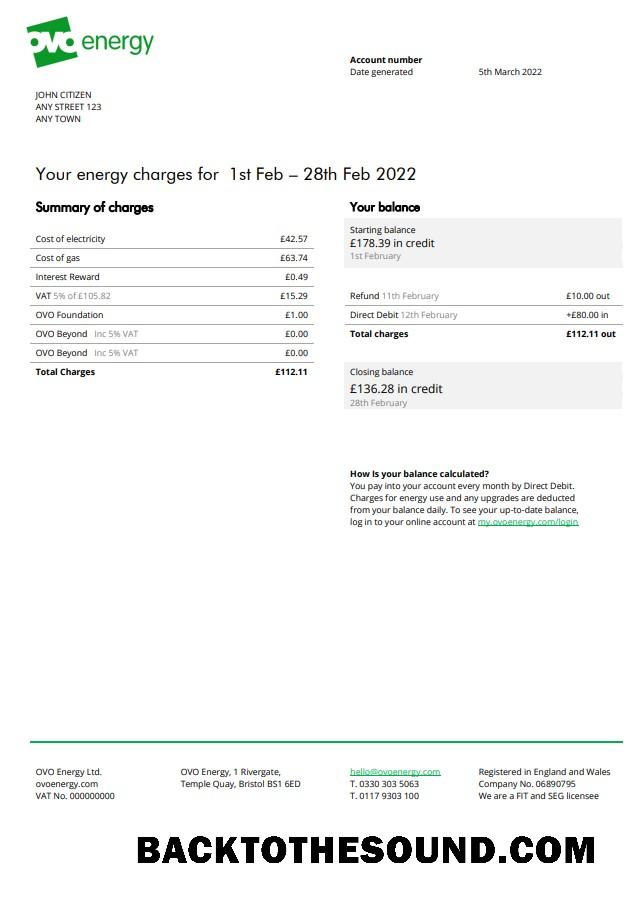 ovo energy
Account number
Date generated 5th March 2022
JOHN CITIZEN
ANY STREET 123
ANY TOWN
Your energy charges for 1st Feb – 28th Feb 2022
Summary of charges
Cost of electricity £42.57
Cost of gas £63.74
Interest Reward £0.49
VAT 5% of £105.82 £15.29
OVO Foundation £1.00
OVO Beyond Inc 5% VAT £0.00
OVO Beyond Inc 5% VAT £0.00
Total Charges £112.11
Your balance
Starting balance
£178.39 in credit
1st February
Refund 11th February £10.00 out
Direct Debit 12th February +£80.00 in
Total charges £112.11 out
Closing balance
£136.28 in credit
28th February
How Is your balance calculated?
You pay into your account every month by Direct Debit.
Charges for energy use and any upgrades are deducted
from your balance daily. To see your up-to-date balance,
log in to your online account at my.ovoenergy.com/login
OVO Energy Ltd.
ovoenergy.com
VAT No. 000000000
OVO Energy, 1 Rivergate,
Temple Quay, Bristol BS1 6ED
hello@ovoenergy.com
T. 0330 303 5063
T. 0117 9303 100
Registered in England and Wales
Company No. 06890795
We are a FIT and SEG licensee
BACKTOTHESOUND.COM